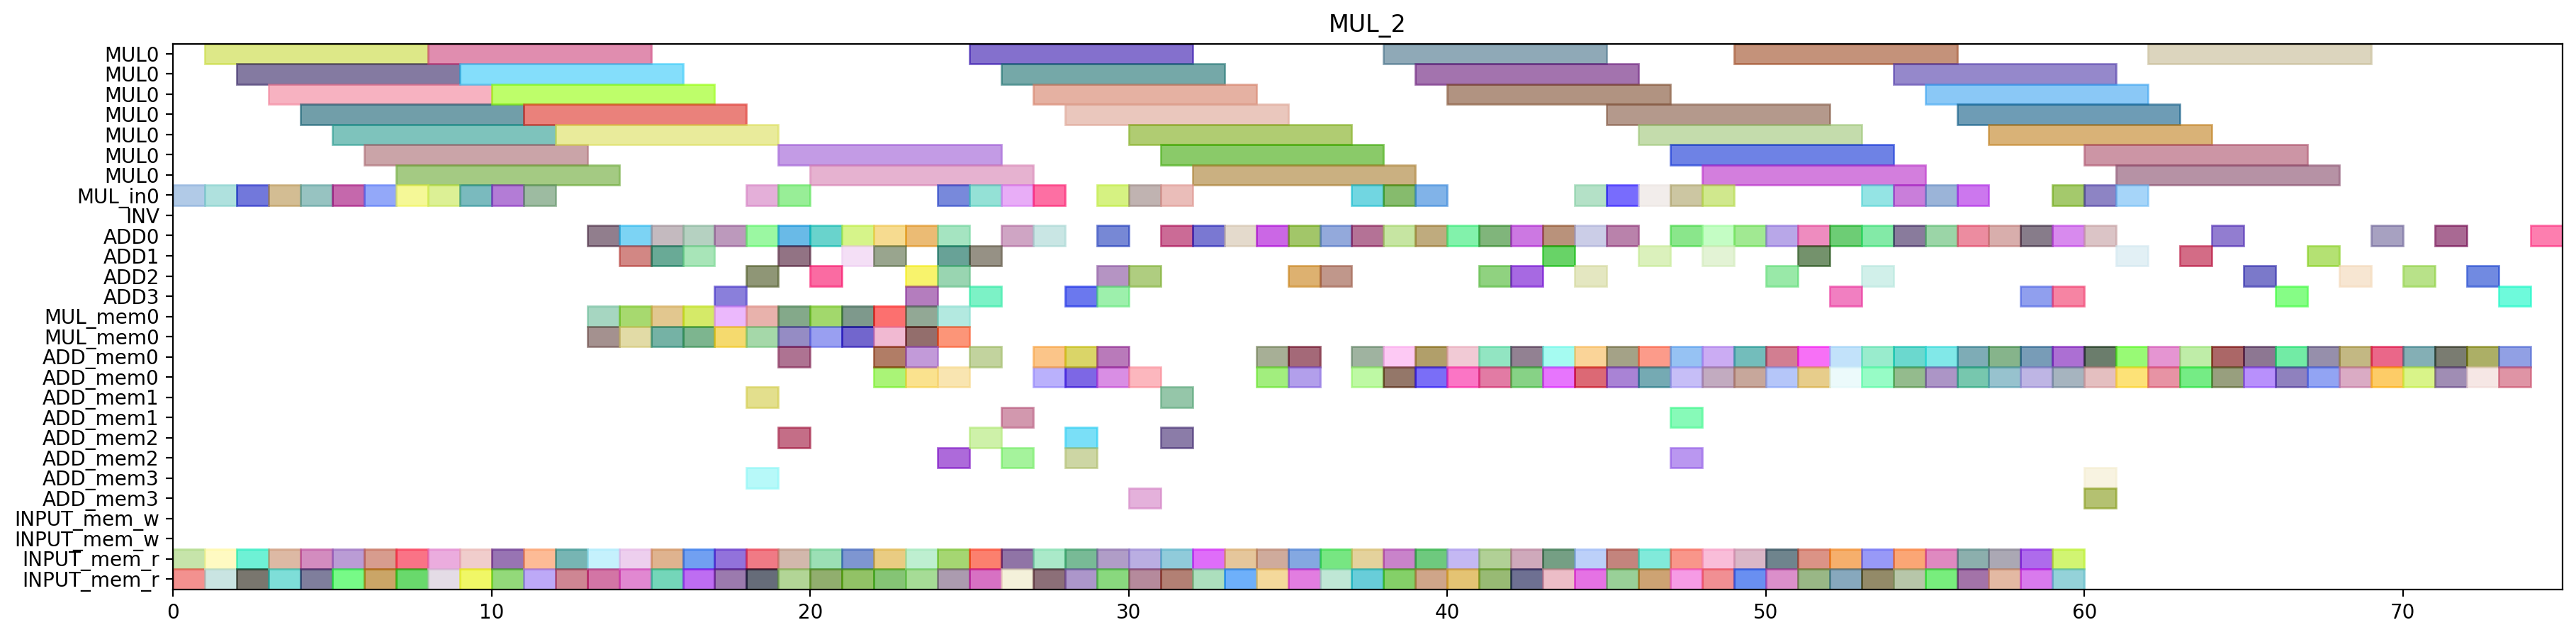 MUL_2
MUL0
MUL0
MUL0
MUL0
MUL0
MUL0
MUL0
MUL_in0
INV
ADD0
ADD1
ADD2
ADD3
MUL_mem0
MUL_mem0
ADD_mem0
ADD_mem0
ADD_mem1
ADD_mem1
ADD_mem2
ADD_mem2
ADD_mem3
ADD_mem3
INPUT_mem_w
INPUT_mem_w
INPUT_mem_r
INPUT_mem_r
0 10 20 30 40 50 60 70